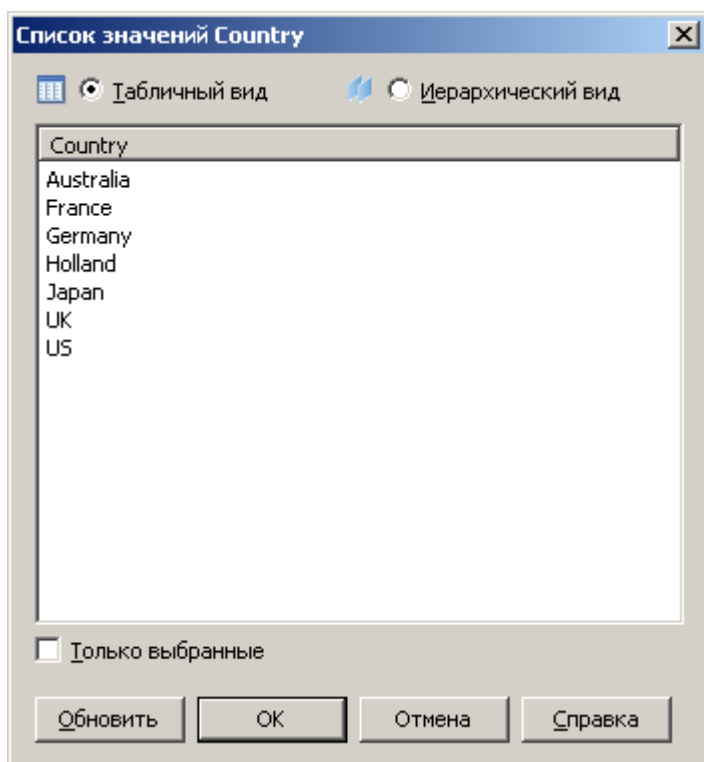 Список значений Country
Табличный вид Иерархический вид
Country
Australia
France
Germany
Holland
Japan
UK
US
Только выбранные
Обновить OK Отмена Справка